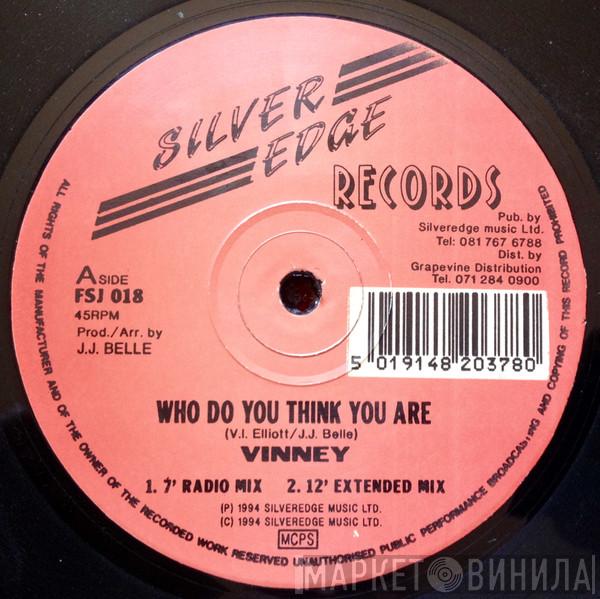 SILVER
EDGE
RECORDS
Pub. by
Silveredge music Ltd.
Tel: 081 767 6788
Dist. by
Grapevine Distribution
Tel. 071 284 0900
A SIDE
FSJ 018
45RPM
Prod./Arr. by
J.J. BELLE
5 019148 203780
WHO DO YOU THINK YOU ARE
(V.I. Elliott/J.J. Belle)
VINNEY
1. 7' RADIO MIX 2. 12' EXTENDED MIX
(P) 1994 SILVEREDGE MUSIC LTD.
(C) 1994 SILVEREDGE MUSIC LTD.
MCPS
ALL RIGHTS OF THE MANUFACTURER AND OF THE OWNER OF THE RECORDED WORK RESERVED UNAUTHORISED PUBLIC PERFORMANCE BROADCASTING AND COPYING OF THIS RECORD PROHIBITED
МАРКЕТ ВИНИЛА